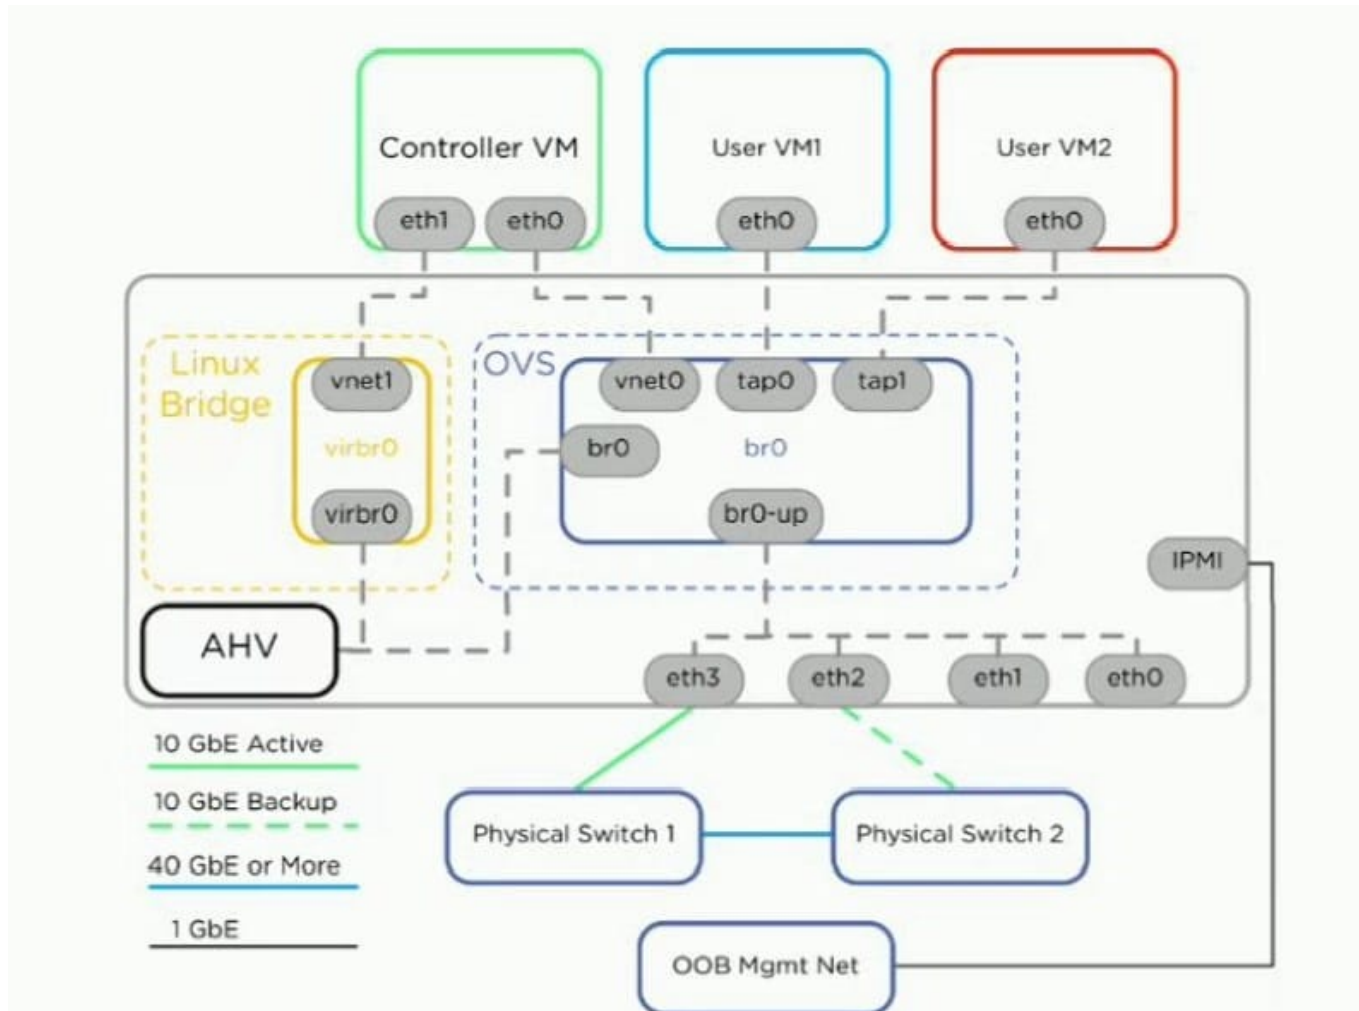 Controller VM
User VM1
User VM2
eth1
eth0
eth0
eth0
Linux
Bridge
OVS
vnet1
vnet0
tap0
tap1
virbr0
br0
br0
virbr0
br0-up
IPMI
AHV
eth3
eth2
eth1
eth0
10 GbE Active
10 GbE Backup
40 GbE or More
1 GbE
Physical Switch 1
Physical Switch 2
OOB Mgmt Net